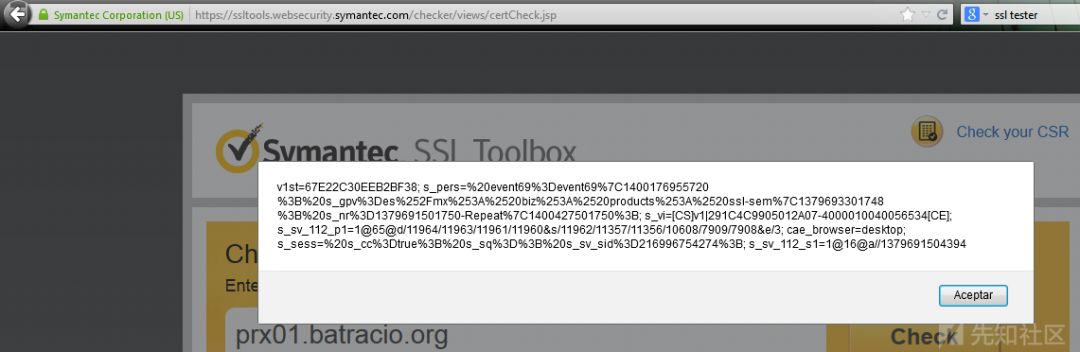 Symantec Corporation (US)
https://ssltools.websecurity.symantec.com/checker/views/certCheck.jsp
ssl tester
Check your CSR
Symantec SSL Toolbox
v1st=67E22C30EEB2BF38; s_pers=%20event69%3Devent69%7C1400176955720
%3B%20s_gpv%3Des%252Fmx%253A%2520biz%253A%2520products%253A%2520ssl-sem%7C1379693301748
%3B%20s_nr%3D1379691501750-Repeat%7C1400427501750%3B; s_vi=[CS]v1|291C4C9905012A07-4000010040056534[CE];
s_sv_112_p1=1@65@d/11964/11963/11961/11960&s/11962/11357/11356/10608/7909/7908&e/3; cae_browser=desktop;
s_sess=%20s_cc%3Dtrue%3B%20s_sq%3D%3B%20s_sv_sid%3D216996754274%3B; s_sv_112_s1=1@16@a//1379691504394
Ch
Ente
Aceptar
prx01.batracio.org
Check
先知社区